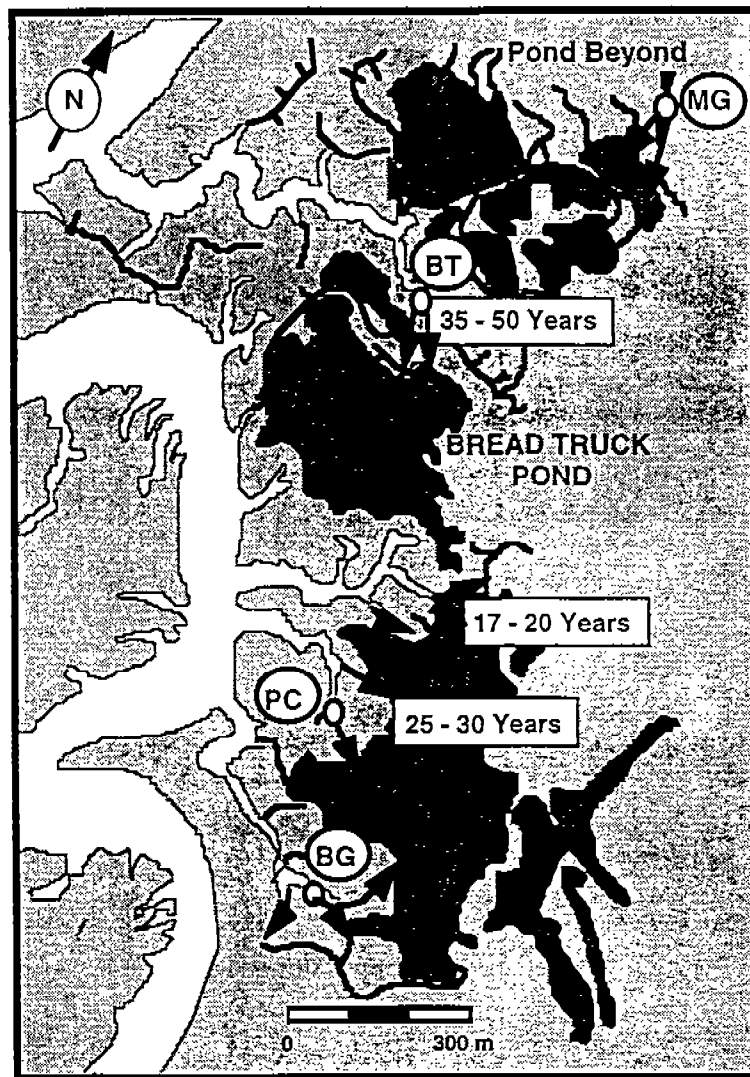 Pond Beyond
N
MG
BT
35 - 50 Years
BREAD TRUCK
POND
17 - 20 Years
PC
25 - 30 Years
BG
0 300 m